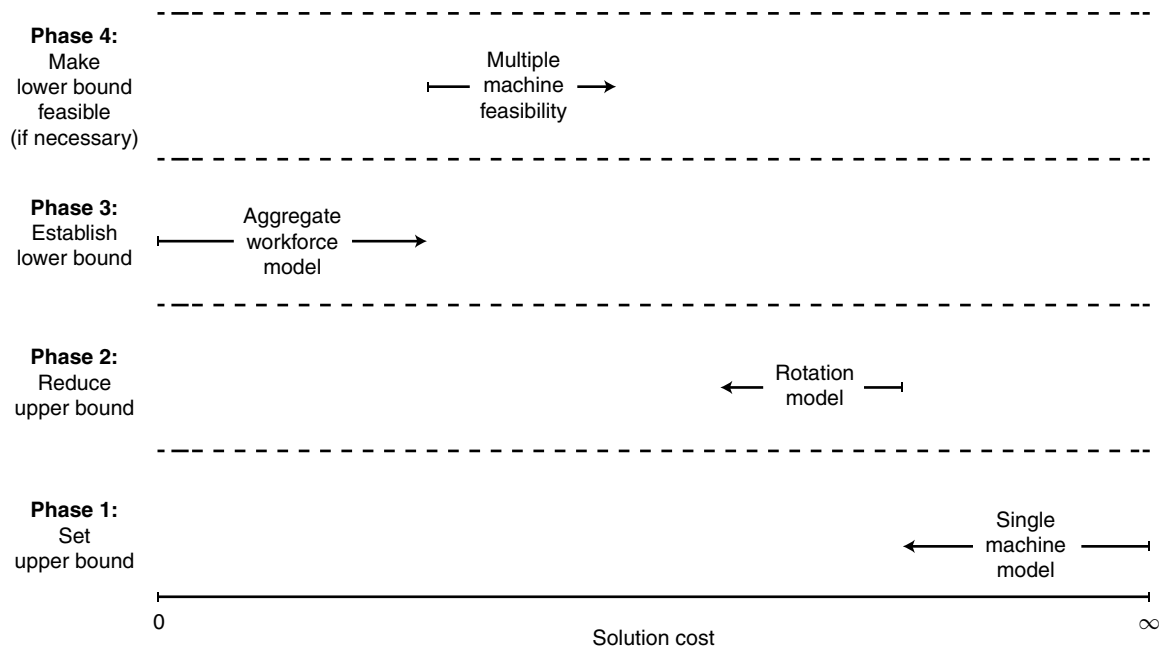 Phase 4:
Make
lower bound
feasible
(if necessary)
Multiple
machine
feasibility
Phase 3:
Establish
lower bound
Aggregate
workforce
model
Phase 2:
Reduce
upper bound
Rotation
model
Phase 1:
Set
upper bound
Single
machine
model
0
Solution cost
∞